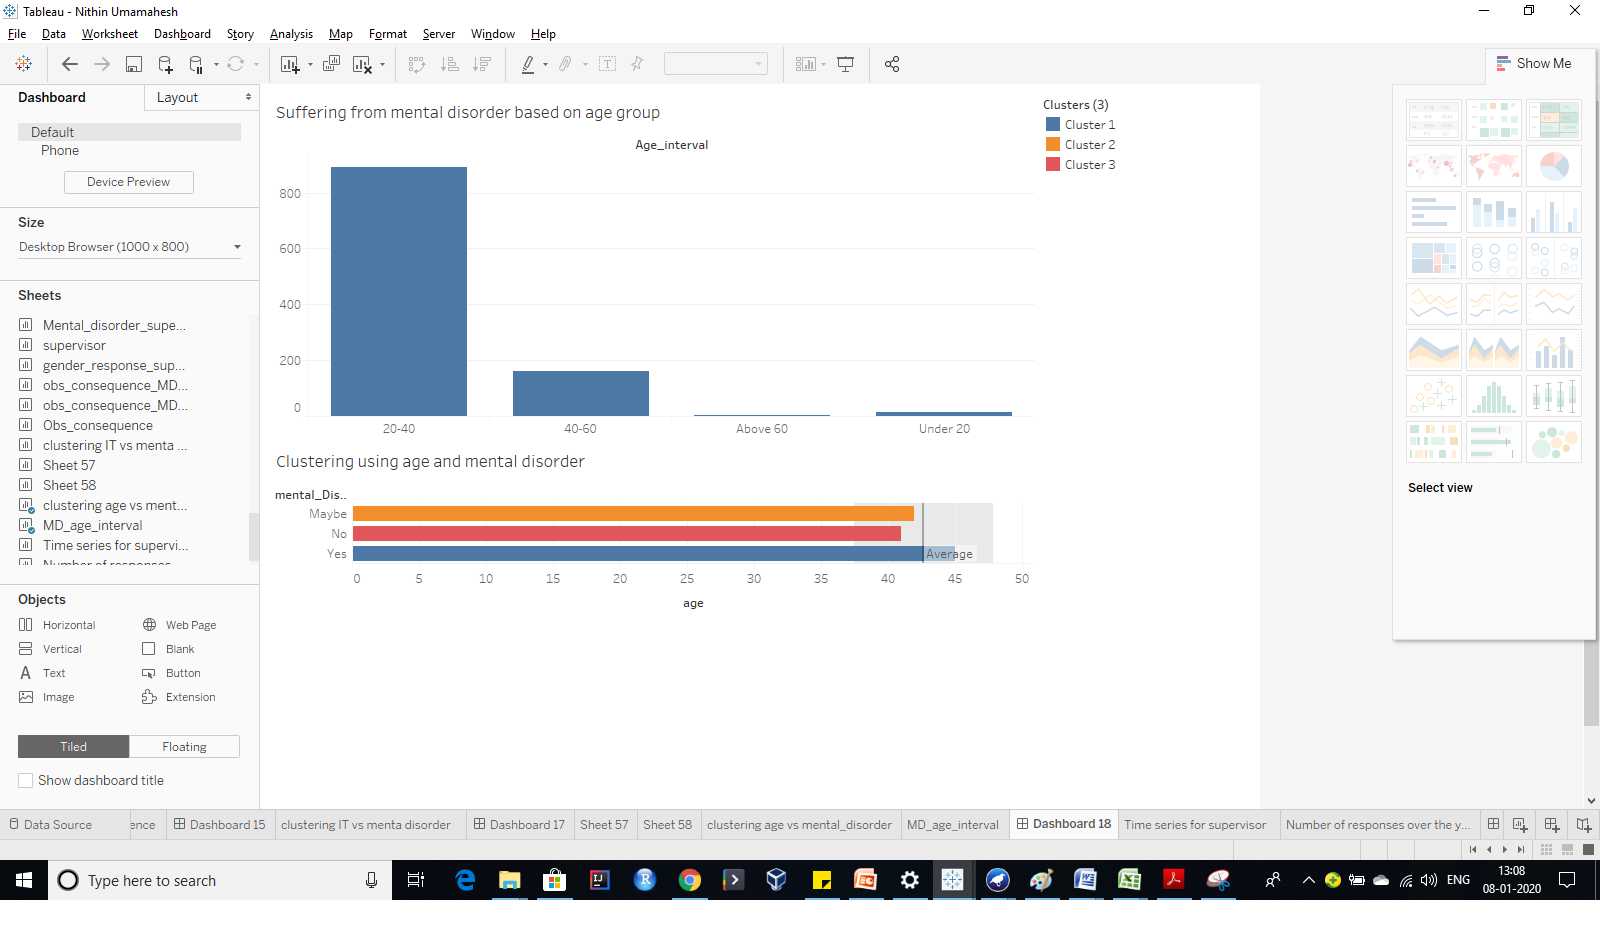 Tableau - Nithin Umamahesh
File Data Worksheet Dashboard Story Analysis Map Format Server Window Help
Show Me
Dashboard
Layout
Default
Phone
Device Preview
Size
Desktop Browser (1000 x 800)
Sheets
Mental_disorder_supe...
supervisor
gender_response_sup...
obs_consequence_MD...
obs_consequence_MD...
Obs_consequence
clustering IT vs menta ...
Sheet 57
Sheet 58
clustering age vs ment...
MD_age_interval
Time series for supervi...
Number of responses
Objects
Horizontal
Web Page
Vertical
Blank
Text
Button
Image
Extension
Tiled
Floating
Show dashboard title
Suffering from mental disorder based on age group
Age_interval
800
600
400
200
0
20-40
40-60
Above 60
Under 20
Clustering using age and mental disorder
mental_Dis..
Maybe
No
Yes
Average
0 5 10 15 20 25 30 35 40 45 50
age
Clusters (3)
Cluster 1
Cluster 2
Cluster 3
Select view
Data Source
ence
Dashboard 15
clustering IT vs menta disorder
Dashboard 17
Sheet 57
Sheet 58
clustering age vs mental_disorder
MD_age_interval
Dashboard 18
Time series for supervisor
Number of responses over the y...
Type here to search
ENG
13:08
08-01-2020